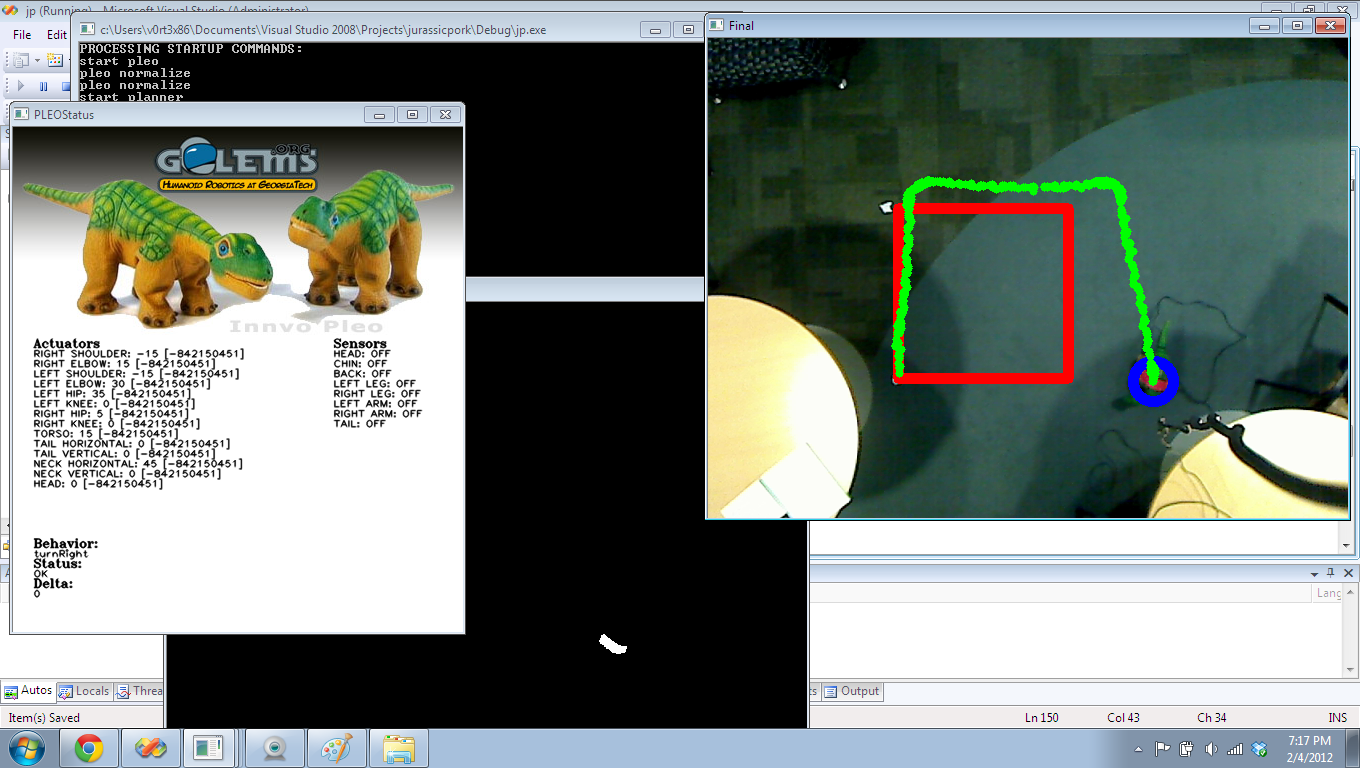 jp (Running) - Microsoft Visual Studio (Administrator)
File Edit
c:\Users\v0rt3x86\Documents\Visual Studio 2008\Projects\jurassicpork\Debug\jp.exe
PROCESSING STARTUP COMMANDS:
start pleo
pleo normalize
pleo normalize
start planner
PLEOStatus
GOLEMS.ORG
HUMANOID ROBOTICS AT GEORGIATECH
Innvo Pleo
Actuators
RIGHT SHOULDER: -15 [-842150451]
RIGHT ELBOW: 15 [-842150451]
LEFT SHOULDER: -15 [-842150451]
LEFT ELBOW: 30 [-842150451]
LEFT HIP: 35 [-842150451]
LEFT KNEE: 0 [-842150451]
RIGHT HIP: 5 [-842150451]
RIGHT KNEE: 0 [-842150451]
TORSO: 15 [-842150451]
TAIL HORIZONTAL: 0 [-842150451]
TAIL VERTICAL: 0 [-842150451]
NECK HORIZONTAL: 45 [-842150451]
NECK VERTICAL: 0 [-842150451]
HEAD: 0 [-842150451]
Sensors
HEAD: OFF
CHIN: OFF
BACK: OFF
LEFT LEG: OFF
RIGHT LEG: OFF
LEFT ARM: OFF
RIGHT ARM: OFF
TAIL: OFF
Behavior:
turnRight
Status:
OK
Delta:
0
Final
Lang
Autos Locals Threa
Output
Item(s) Saved
Ln 150 Col 43 Ch 34 INS
7:17 PM
2/4/2012